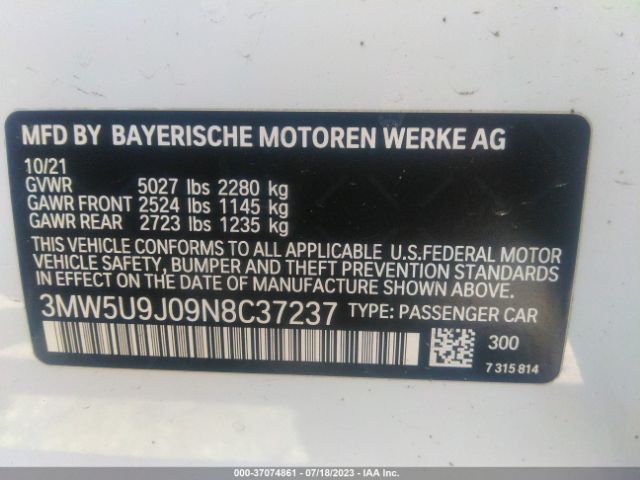 MFD BY BAYERISCHE MOTOREN WERKE AG
10/21
GVWR 5027 lbs 2280 kg
GAWR FRONT 2524 lbs 1145 kg
GAWR REAR 2723 lbs 1235 kg
THIS VEHICLE CONFORMS TO ALL APPLICABLE U.S.FEDERAL MOTOR
VEHICLE SAFETY, BUMPER AND THEFT PREVENTION STANDARDS
IN EFFECT ON THE DATE OF MANUFACTURE SHOWN ABOVE.
3MW5U9J09N8C37237 TYPE: PASSENGER CAR
300
7 315 814
000-37074861 - 07/18/2023 - IAA Inc.